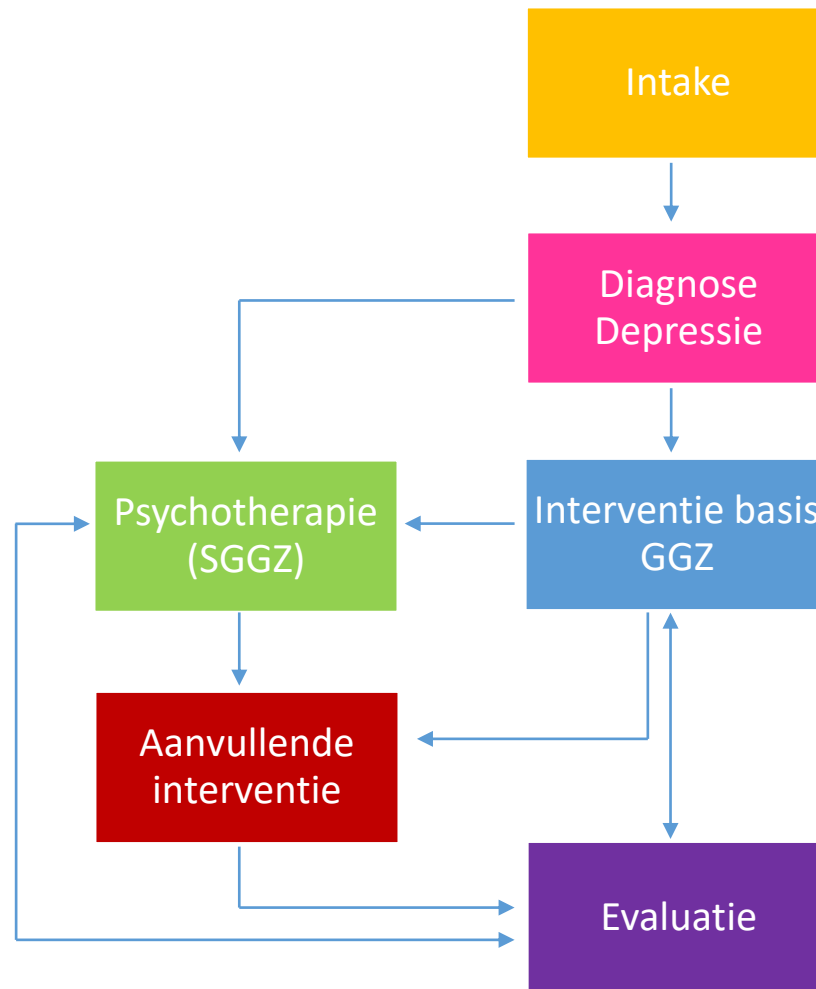 Intake
Diagnose
Depressie
Psychotherapie
(SGGZ)
Interventie basis
GGZ
Aanvullende
interventie
Evaluatie